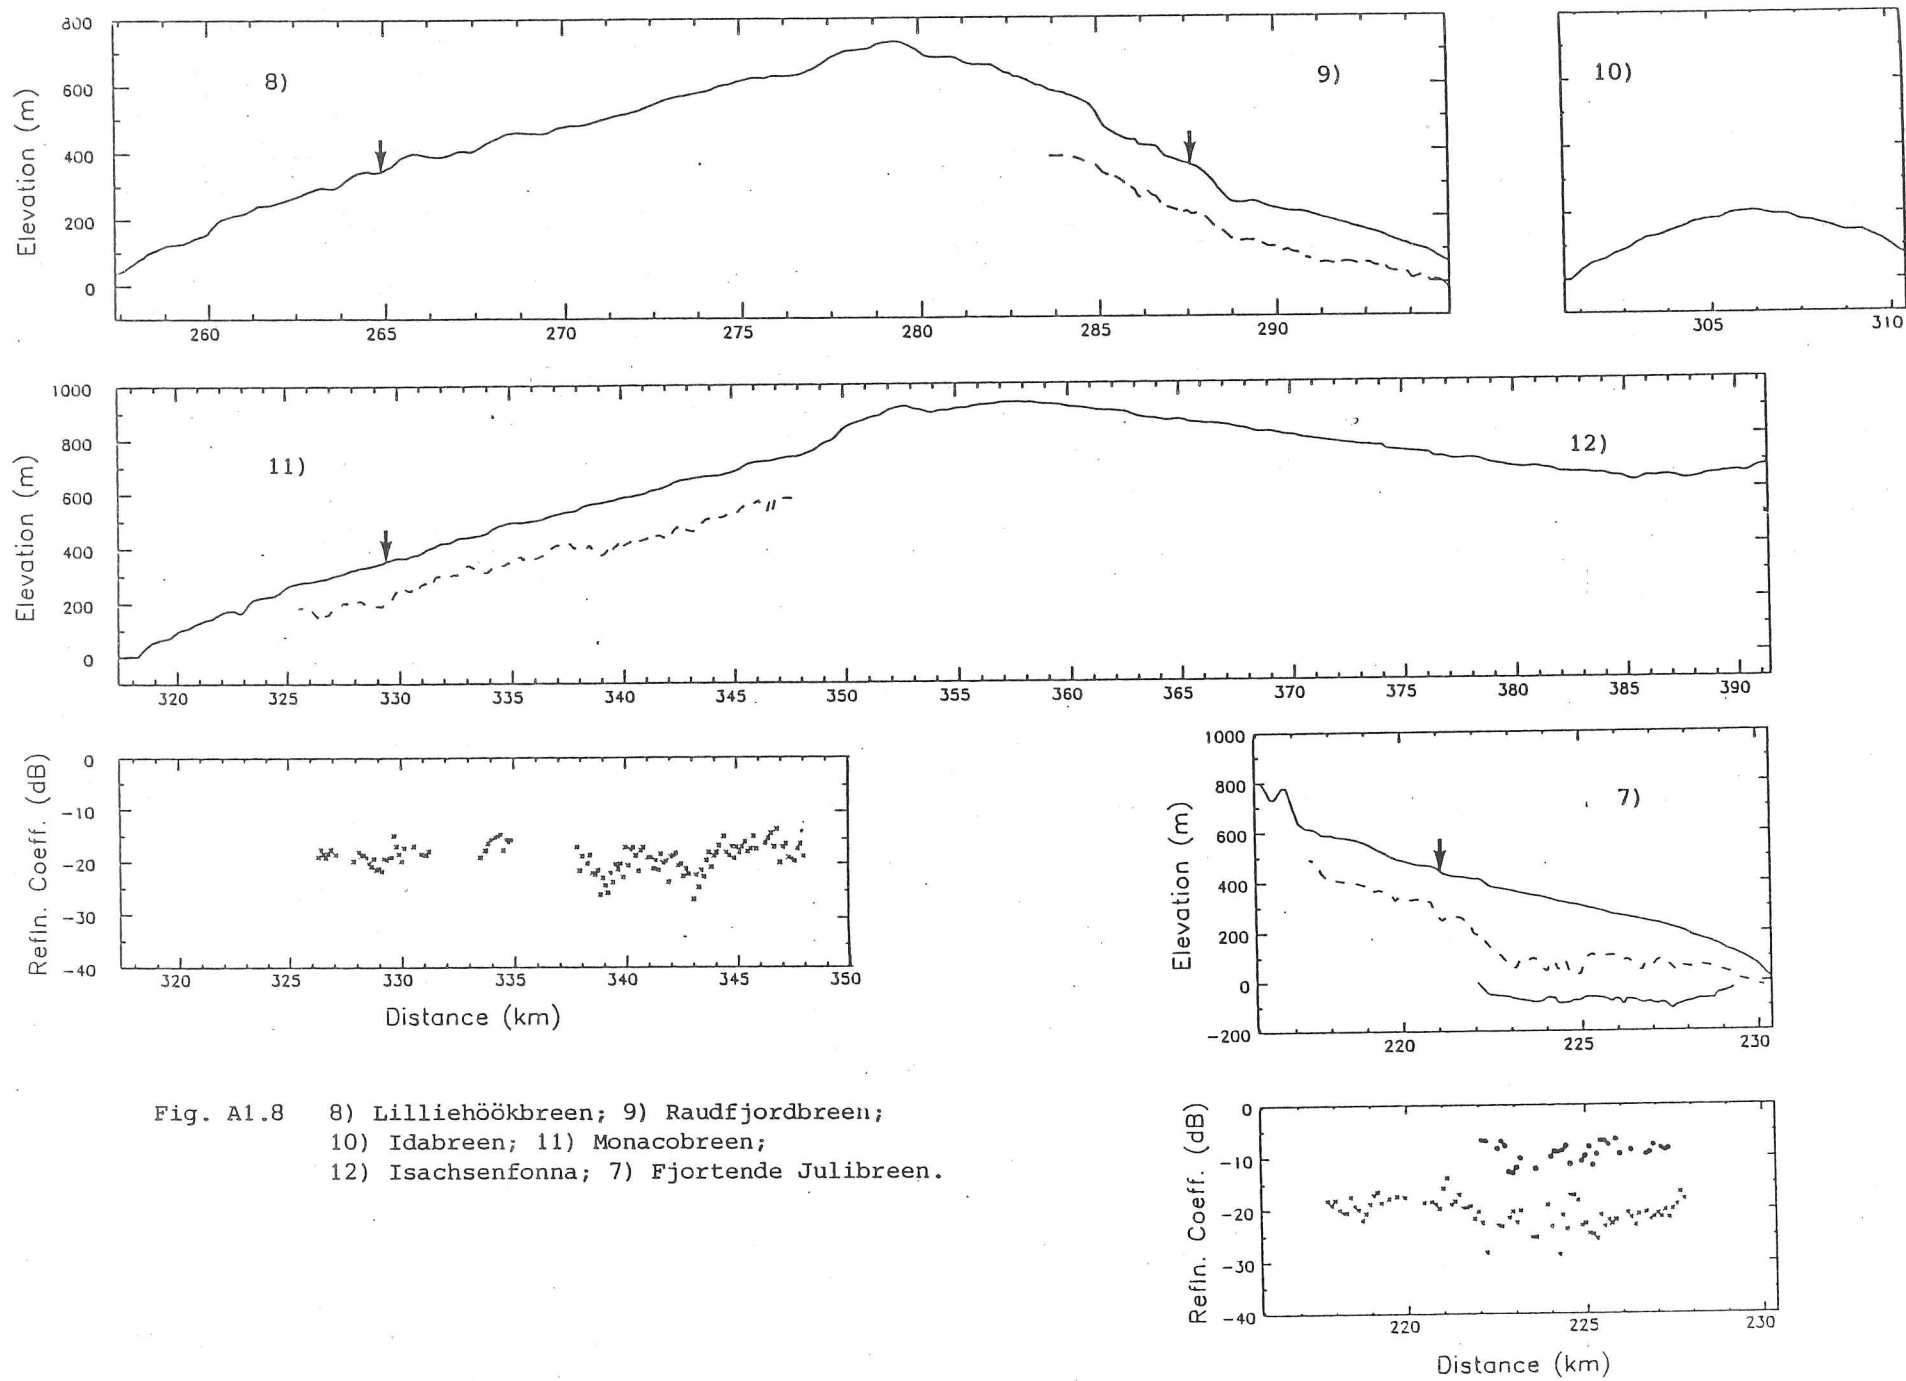 800
600
400
200
0
Elevation (m)
8)
9)
10)
260 265 270 275 280 285 290
305 310
1000
800
600
400
200
0
Elevation (m)
11)
12)
320 325 330 335 340 345 350 355 360 365 370 375 380 385 390
0
-10
-20
-30
-40
Refln. Coeff. (dB)
320 325 330 335 340 345 350
Distance (km)
1000
800
600
400
200
0
-200
Elevation (m)
7)
220 225 230
0
-10
-20
-30
-40
Refln. Coeff. (dB)
220 225 230
Distance (km)
Fig. A1.8 8) Lilliehöökbreen; 9) Raudfjordbreen;
10) Idabreen; 11) Monacobreen;
12) Isachsenfonna; 7) Fjortende Julibreen.